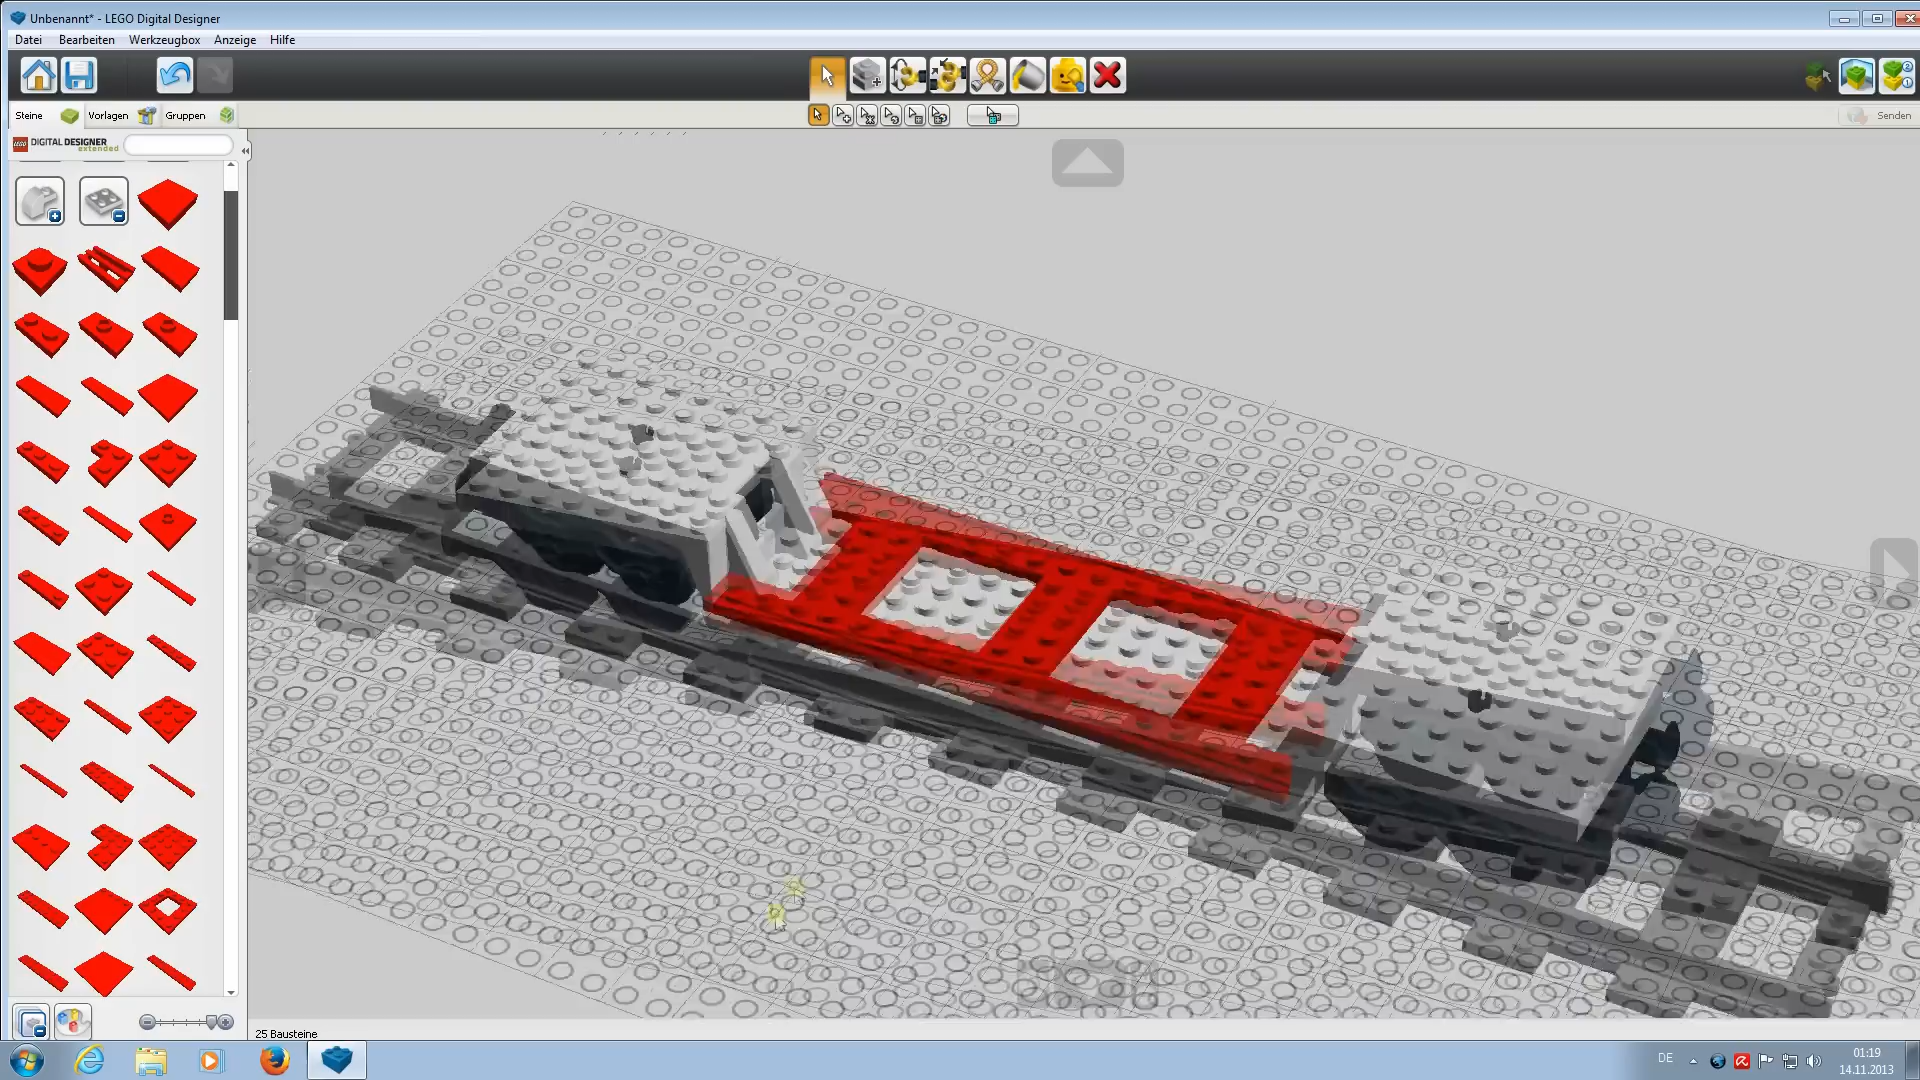 Unbenannt* - LEGO Digital Designer
Datei Bearbeiten Werkzeugbox Anzeige Hilfe
Steine Vorlagen Gruppen
Senden
LEGO DIGITAL DESIGNER
extended
25 Bausteine
DE
01:19
14.11.2013